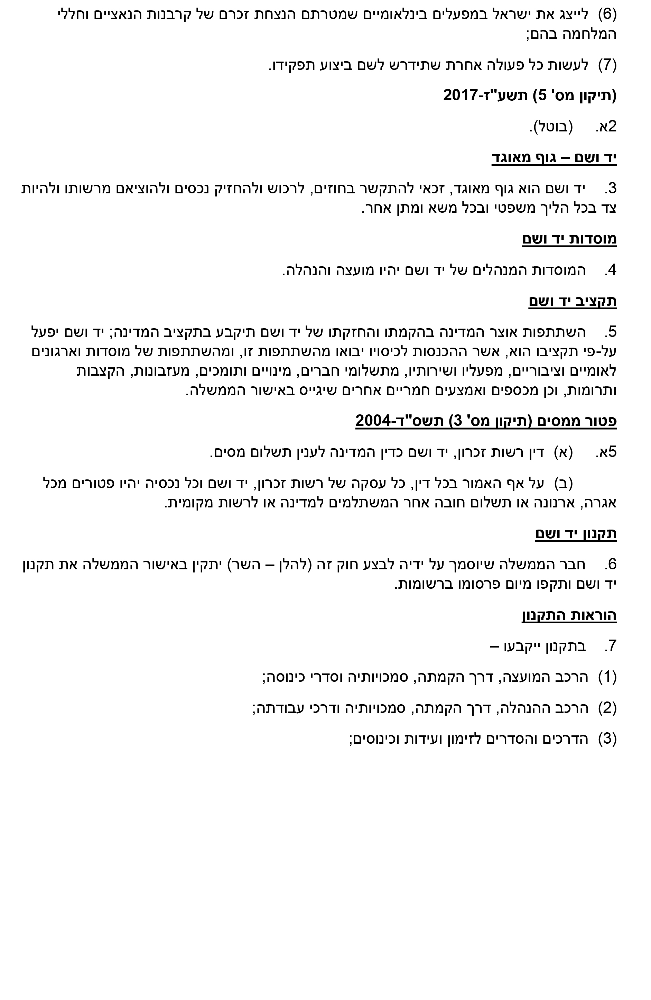 (6) לייצג את ישראל במפעלים בינלאומיים שמטרתם הנצחת זכרם של קרבנות הנאציים וחללי
המלחמה בהם;
(7) לעשות כל פעולה אחרת שתידרש לשם ביצוע תפקידו.
(תיקון מס' 5) תשע"ז-2017
2א. (בוטל).
יד ושם – גוף מאוגד
3. יד ושם הוא גוף מאוגד, זכאי להתקשר בחוזים, לרכוש ולהחזיק נכסים ולהוציאם מרשותו ולהיות
צד בכל הליך משפטי ובכל משא ומתן אחר.
מוסדות יד ושם
4. המוסדות המנהלים של יד ושם יהיו מועצה והנהלה.
תקציב יד ושם
5. השתתפות אוצר המדינה בהקמתו והחזקתו של יד ושם תיקבע בתקציב המדינה; יד ושם יפעל
על-פי תקציבו הוא, אשר ההכנסות לכיסויו יבואו מהשתתפות זו, ומהשתתפות של מוסדות וארגונים
לאומיים וציבוריים, מפעליו ושירותיו, מתשלומי חברים, מינויים ותומכים, מעזבונות, הקצבות
ותרומות, וכן מכספים ואמצעים חמריים אחרים שיגייס באישור הממשלה.
פטור ממסים (תיקון מס' 3) תשס"ד-2004
5א. (א) דין רשות זכרון, יד ושם כדין המדינה לענין תשלום מסים.
(ב) על אף האמור בכל דין, כל עסקה של רשות זכרון, יד ושם וכל נכסיה יהיו פטורים מכל
אגרה, ארנונה או תשלום חובה אחר המשתלמים למדינה או לרשות מקומית.
תקנון יד ושם
6. חבר הממשלה שיוסמך על ידיה לבצע חוק זה (להלן – השר) יתקין באישור הממשלה את תקנון
יד ושם ותקפו מיום פרסומו ברשומות.
הוראות התקנון
7. בתקנון ייקבעו –
(1) הרכב המועצה, דרך הקמתה, סמכויותיה וסדרי כינוסה;
(2) הרכב ההנהלה, דרך הקמתה, סמכויותיה ודרכי עבודתה;
(3) הדרכים והסדרים לזימון ועידות וכינוסים;